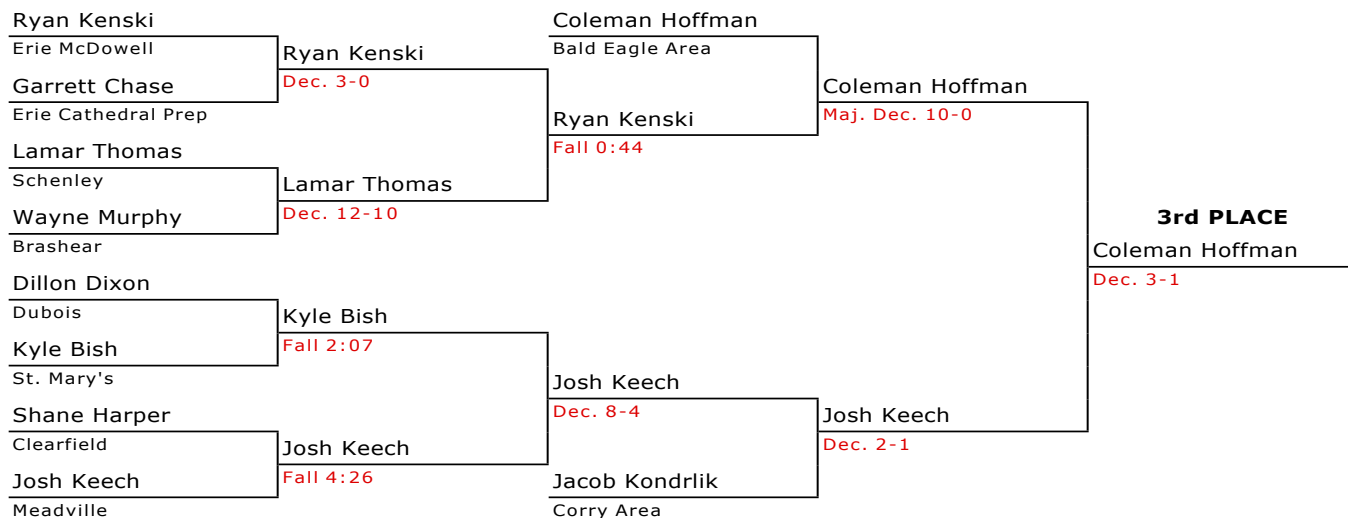 Ryan Kenski
Erie McDowell
Garrett Chase
Erie Cathedral Prep
Lamar Thomas
Schenley
Wayne Murphy
Brashear
Dillon Dixon
Dubois
Kyle Bish
St. Mary's
Shane Harper
Clearfield
Josh Keech
Meadville
Ryan Kenski
Dec. 3-0
Lamar Thomas
Dec. 12-10
Kyle Bish
Fall 2:07
Josh Keech
Fall 4:26
Coleman Hoffman
Bald Eagle Area
Ryan Kenski
Fall 0:44
Josh Keech
Dec. 8-4
Jacob Kondrlik
Corry Area
Coleman Hoffman
Maj. Dec. 10-0
Josh Keech
Dec. 2-1
3rd PLACE
Coleman Hoffman
Dec. 3-1